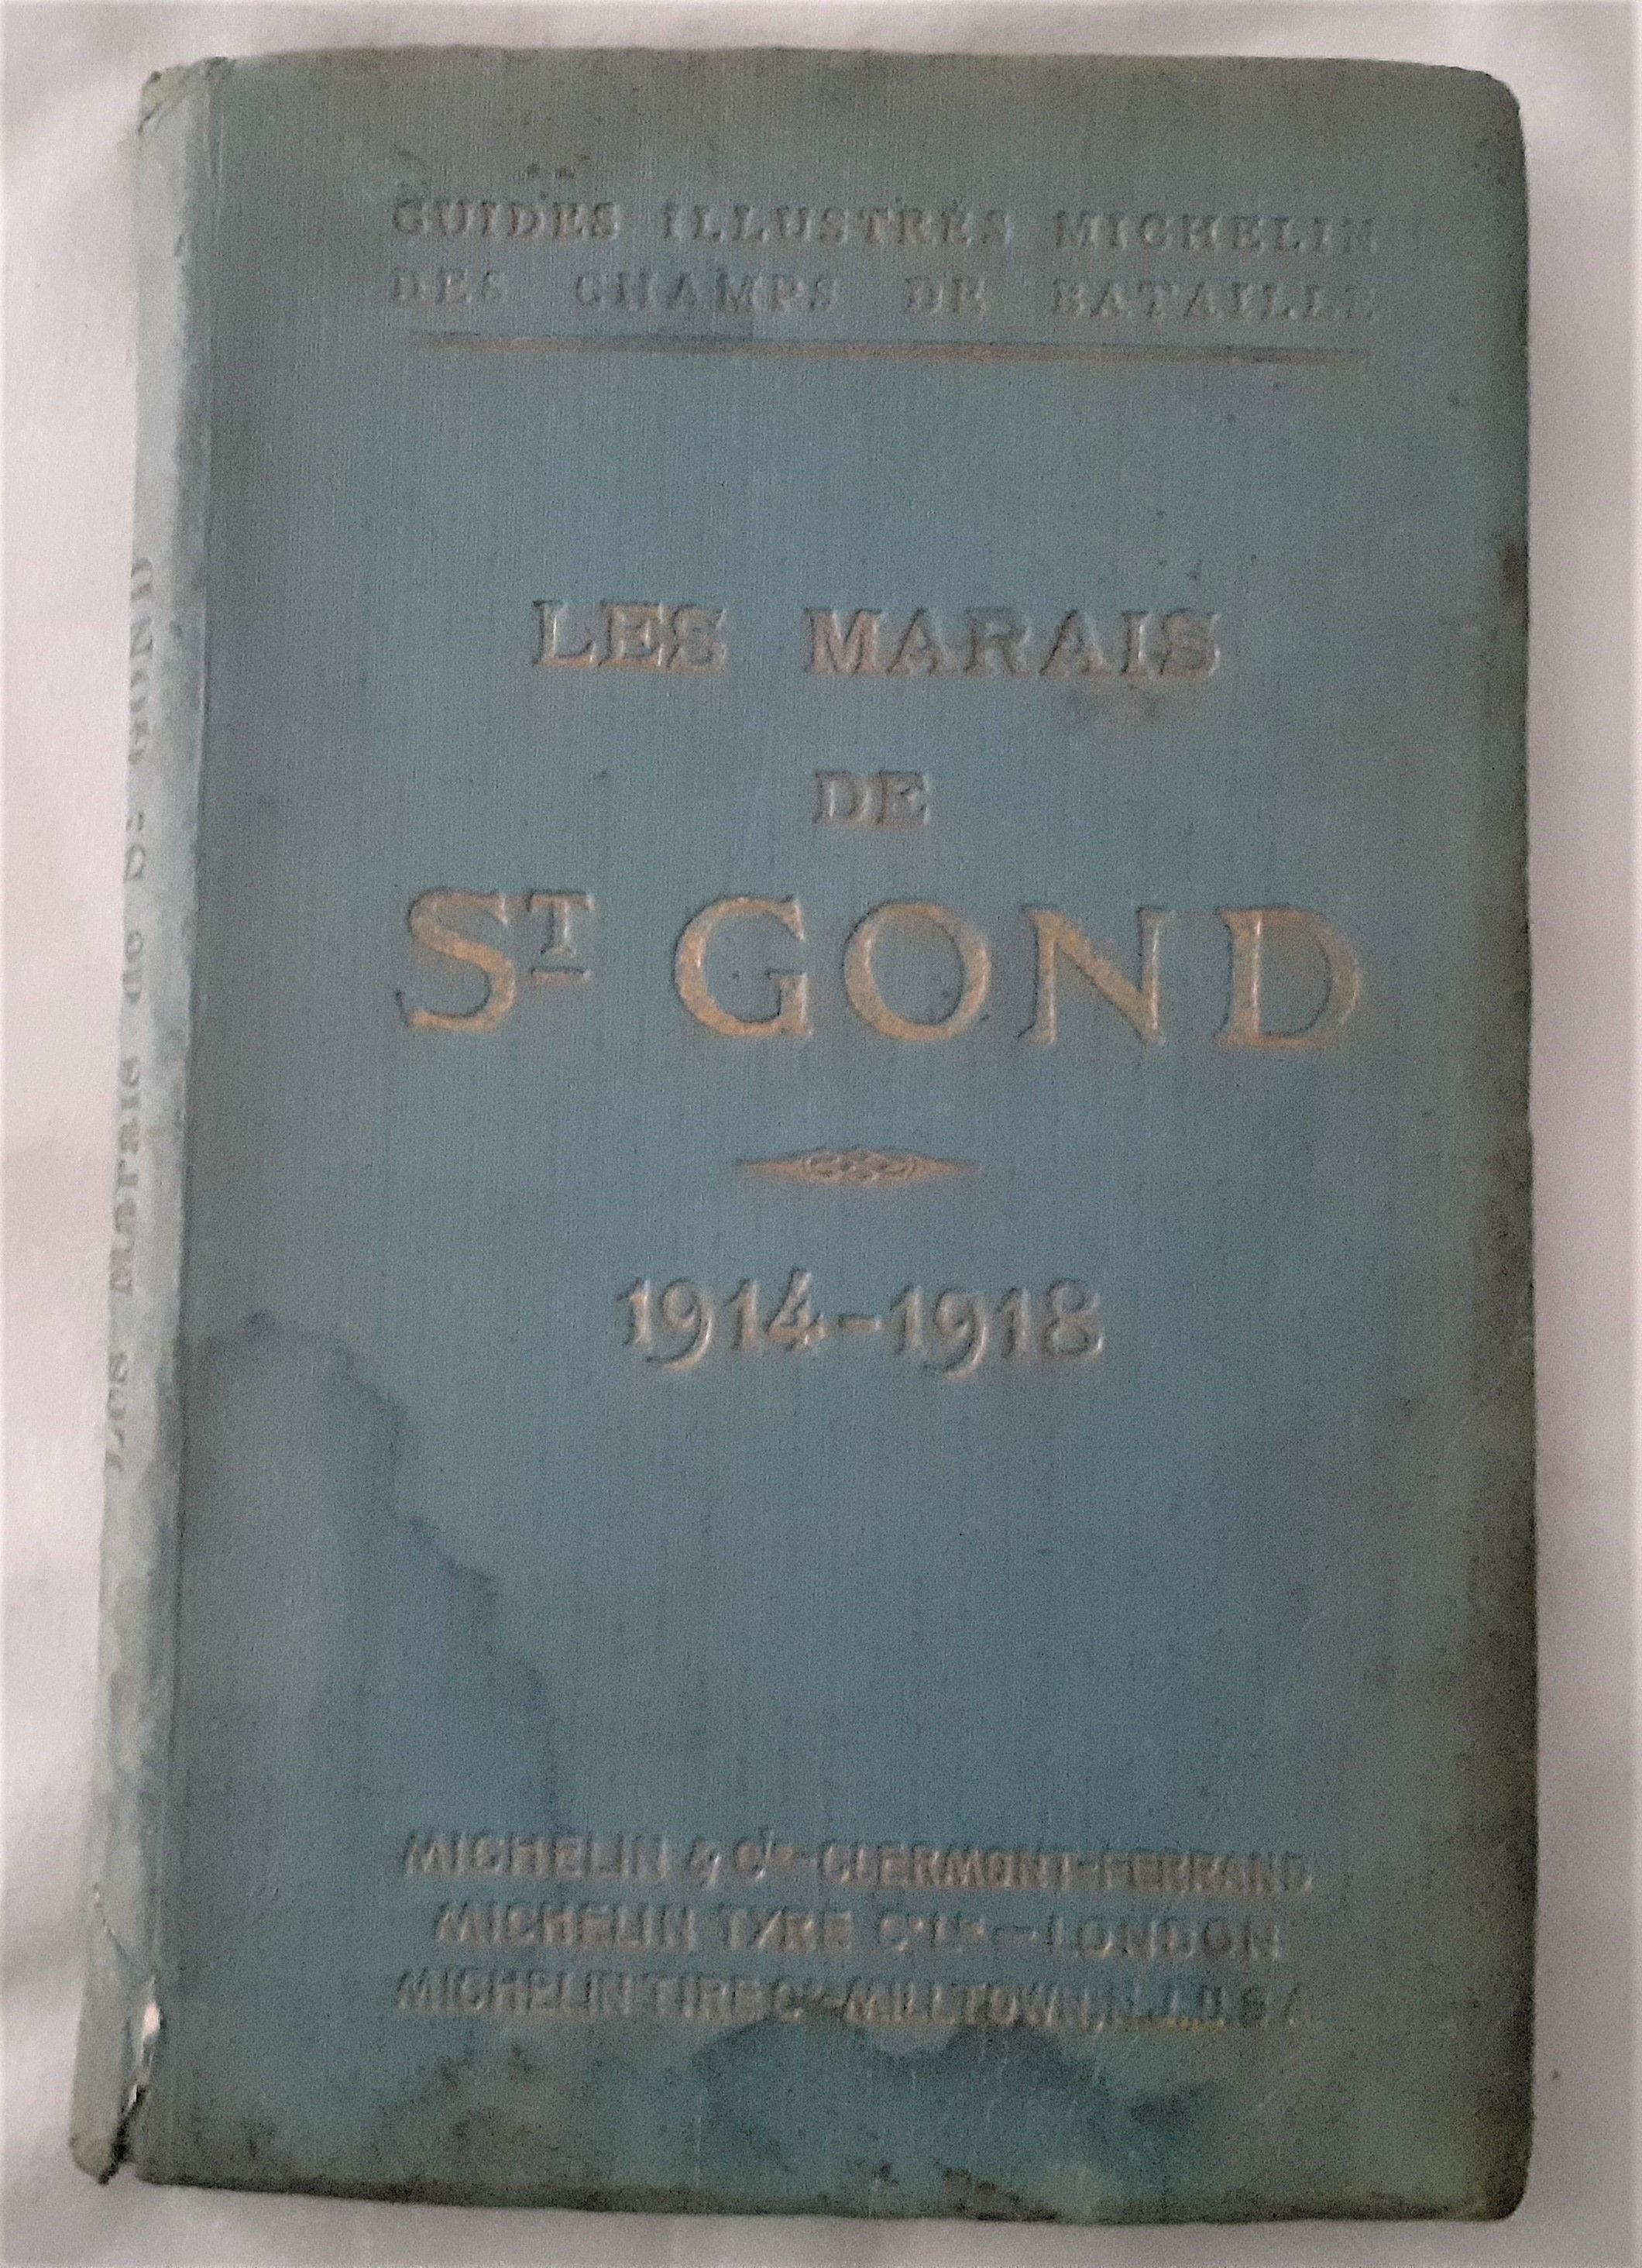 GUIDES ILLUSTRÉS MICHELIN
DES CHAMPS DE BATAILLE
LES MARAIS
DE
ST GOND
1914-1918
MICHELIN & Cie - CLERMONT-FERRAND
MICHELIN TYRE Co Ld - LONDON
MICHELIN TIRE Co - MILLTOWN, N.J. U.S.A
Les Marais de St GOND